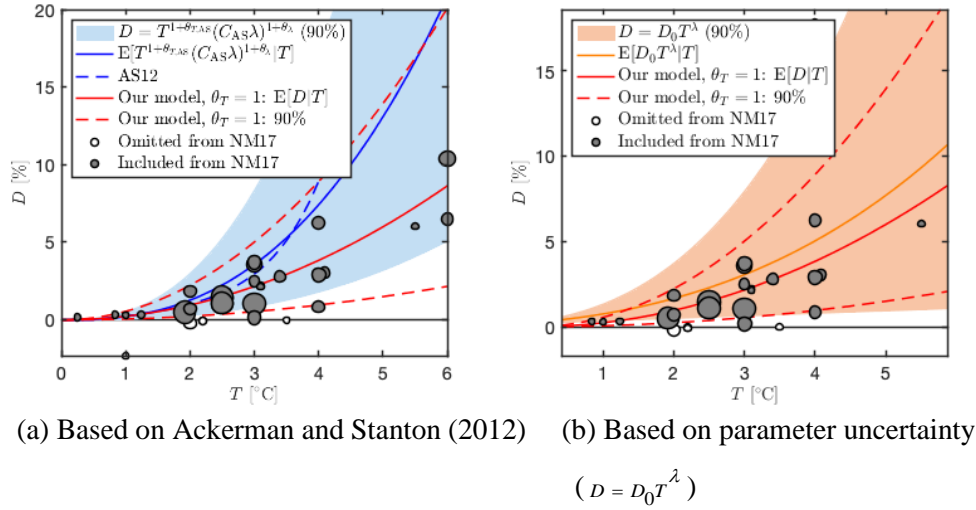 20
15
10
5
0
D [%]
D = T^{1+θ_{T,AS}}(C_{AS}λ)^{1+θ_λ} (90%)
E[T^{1+θ_{T,AS}}(C_{AS}λ)^{1+θ_λ}|T]
AS12
Our model, θ_T = 1: E[D|T]
Our model, θ_T = 1: 90%
Omitted from NM17
Included from NM17
0 1 2 3 4 5 6
T [°C]
(a) Based on Ackerman and Stanton (2012)
15
10
5
0
D [%]
D = D_0T^λ (90%)
E[D_0T^λ|T]
Our model, θ_T = 1: E[D|T]
Our model, θ_T = 1: 90%
Omitted from NM17
Included from NM17
1 2 3 4 5
T [°C]
(b) Based on parameter uncertainty
( D = D_0T^λ )